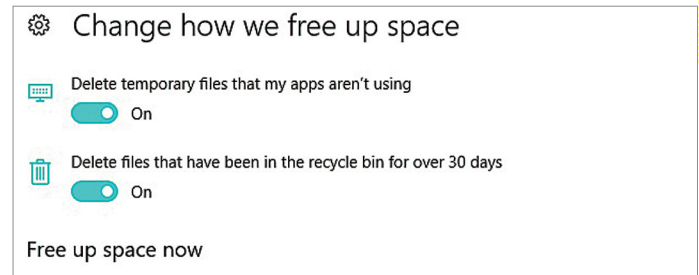 Change how we free up space
Delete temporary files that my apps aren't using
On
Delete files that have been in the recycle bin for over 30 days
On
Free up space now